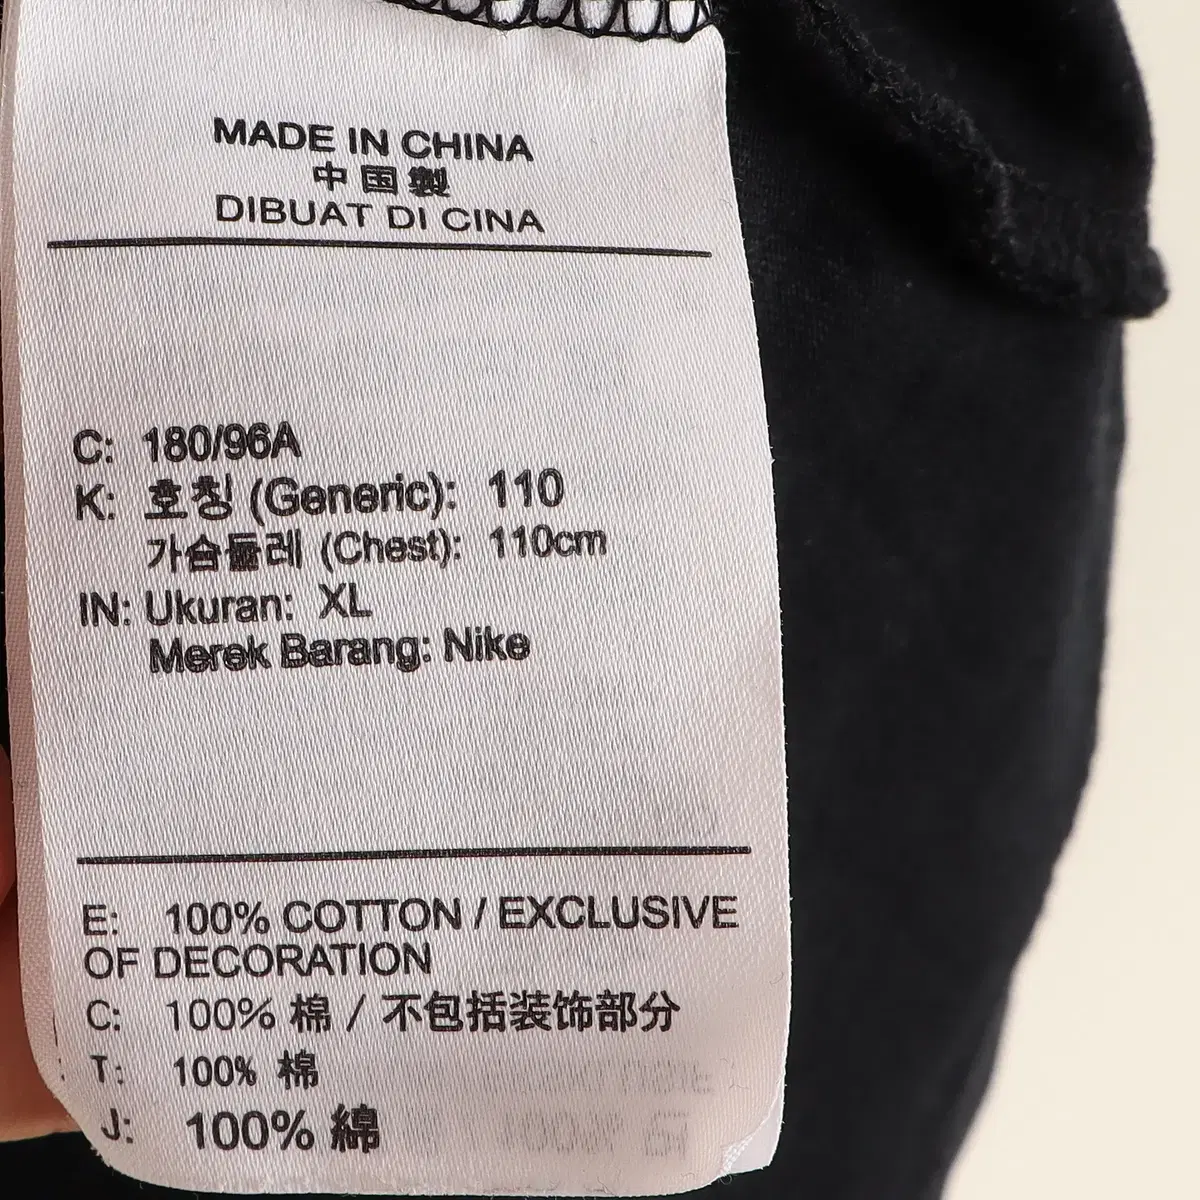 MADE IN CHINA
中国製
DIBUAT DI CINA
C: 180/96A
K: 호칭 (Generic): 110
가슴둘레 (Chest): 110cm
IN: Ukuran: XL
Merek Barang: Nike
E: 100% COTTON / EXCLUSIVE
OF DECORATION
C: 100% 棉 / 不包括装饰部分
T: 100% 棉
J: 100% 綿